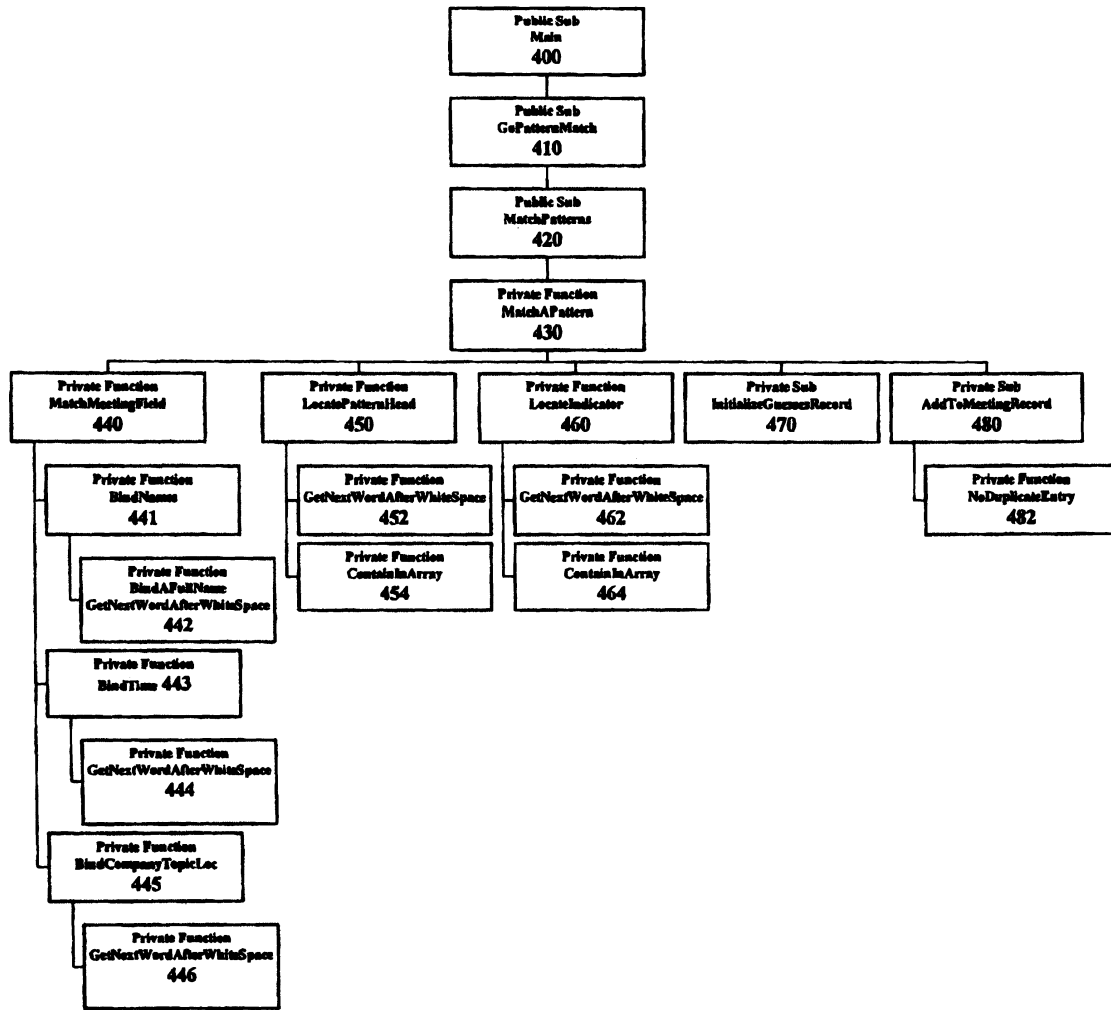 Public Sub
Main
400
Public Sub
GoPatternMatch
410
Public Sub
MatchPatterns
420
Private Function
MatchAPattern
430
Private Function
MatchMeetingField
440
Private Function
LocatePatternHead
450
Private Function
LocateIndicator
460
Private Sub
InitializeGuessesRecord
470
Private Sub
AddToMeetingRecord
480
Private Function
BindNames
441
Private Function
GetNextWordAfterWhiteSpace
452
Private Function
GetNextWordAfterWhiteSpace
462
Private Function
NoDuplicateEntry
482
Private Function
ContainInArray
454
Private Function
ContainInArray
464
Private Function
BindAFullName
GetNextWordAfterWhiteSpace
442
Private Function
BindTime 443
Private Function
GetNextWordAfterWhiteSpace
444
Private Function
BindCompanyTopicLoc
445
Private Function
GetNextWordAfterWhiteSpace
446